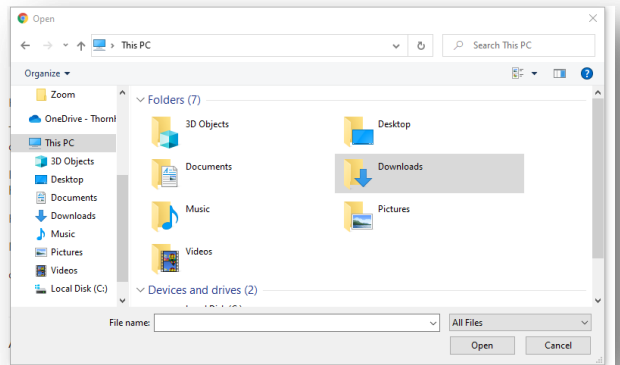 Open
This PC
Search This PC
Organize
Zoom
OneDrive - Thornh
This PC
3D Objects
Desktop
Documents
Downloads
Music
Pictures
Videos
Local Disk (C:)
Folders (7)
3D Objects
Desktop
Documents
Downloads
Music
Pictures
Videos
Devices and drives (2)
File name:
All Files
Open
Cancel